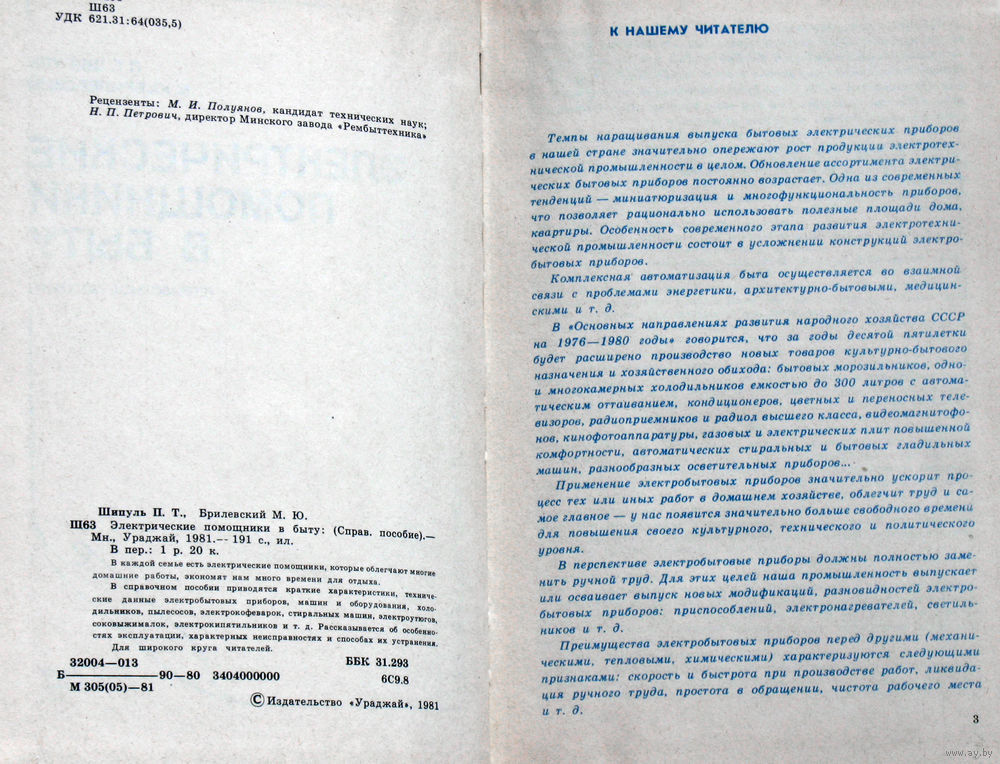 Ш63
УДК 621.31:64(035,5)
Рецензенты: М. И. Полуянов, кандидат технических наук;
Н. П. Петрович, директор Минского завода «Рембыттехника»
Шипуль П. Т., Брилевский М. Ю.
Ш63 Электрические помощники в быту: (Справ. пособие).—
Мн., Ураджай, 1981.— 191 с., ил.
В пер.: 1 р. 20 к.
В каждой семье есть электрические помощники, которые облегчают многие
домашние работы, экономят нам много времени для отдыха.
В справочном пособии приводятся краткие характеристики, техниче-
ские данные электробытовых приборов, машин и оборудования, холо-
дильников, пылесосов, электрокофеварок, стиральных машин, электроутюгов,
соковыжималок, электрокипятильников и т. д. Рассказывается об особенно-
стях эксплуатации, характерных неисправностях и способах их устранения.
Для широкого круга читателей.
32004—013
Б————90—80 3404000000
М 305(05)—81
ББК 31.293
6С9.8
© Издательство «Ураджай», 1981
К НАШЕМУ ЧИТАТЕЛЮ
Темпы наращивания выпуска бытовых электрических приборов
в нашей стране значительно опережают рост продукции электротех-
нической промышленности в целом. Обновление ассортимента электри-
ческих бытовых приборов постоянно возрастает. Одна из современных
тенденций — миниатюризация и многофункциональность приборов,
что позволяет рационально использовать полезные площади дома,
квартиры. Особенность современного этапа развития электротехни-
ческой промышленности состоит в усложнении конструкций электро-
бытовых приборов.
Комплексная автоматизация быта осуществляется во взаимной
связи с проблемами энергетики, архитектурно-бытовыми, медицин-
скими и т. д.
В «Основных направлениях развития народного хозяйства СССР
на 1976—1980 годы» говорится, что за годы десятой пятилетки
будет расширено производство новых товаров культурно-бытового
назначения и хозяйственного обихода: бытовых морозильников, одно-
и многокамерных холодильников емкостью до 300 литров с автома-
тическим оттаиванием, кондиционеров, цветных и переносных теле-
визоров, радиоприемников и радиол высшего класса, видеомагнитофо-
нов, кинофотоаппаратуры, газовых и электрических плит повышенной
комфортности, автоматических стиральных и бытовых гладильных
машин, разнообразных осветительных приборов...
Применение электробытовых приборов значительно ускорит про-
цесс тех или иных работ в домашнем хозяйстве, облегчит труд и са-
мое главное — у нас появится значительно больше свободного времени
для повышения своего культурного, технического и политического
уровня.
В перспективе электробытовые приборы должны полностью заме-
нить ручной труд. Для этих целей наша промышленность выпускает
или осваивает выпуск новых модификаций, разновидностей электро-
бытовых приборов: приспособлений, электронагревателей, светиль-
ников и т. д.
Преимущества электробытовых приборов перед другими (механи-
ческими, тепловыми, химическими) характеризуются следующими
признаками: скорость и быстрота при производстве работ, ликвида-
ция ручного труда, простота в обращении, чистота рабочего места
и т. д.
3
www.ay.by